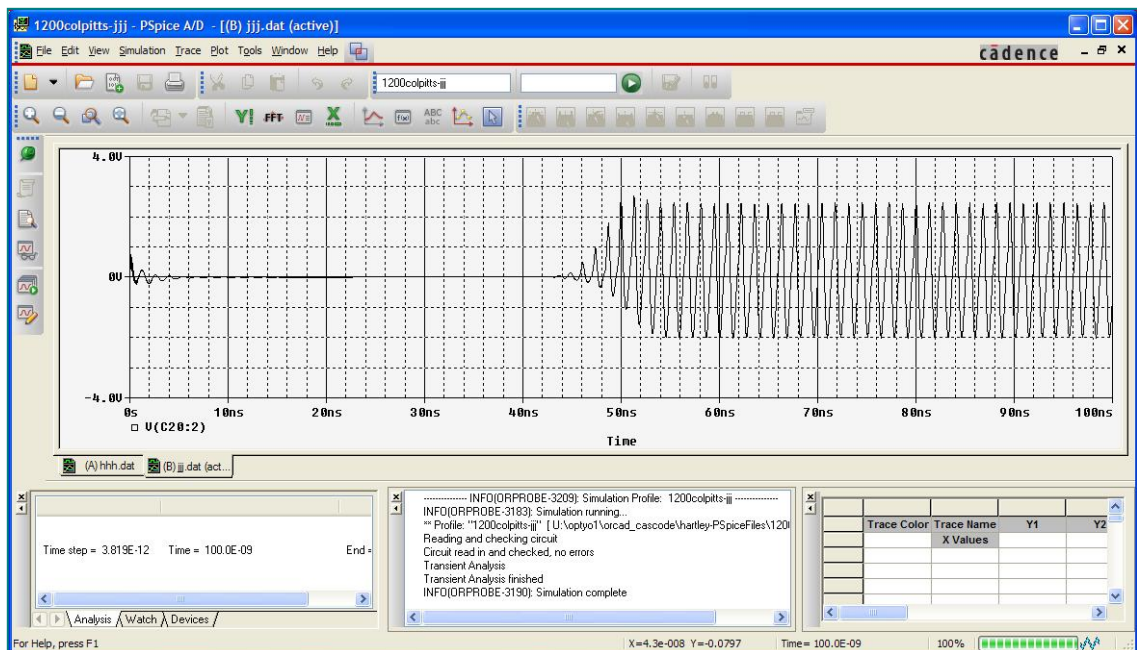 1200colpitts-jjj - PSpice A/D - [(B) jjj.dat (active)]
File Edit View Simulation Trace Plot Tools Window Help
cādence
1200colpitts-jjj
FFT
ABC
abc
4.0V
0V
-4.0V
0s 10ns 20ns 30ns 40ns 50ns 60ns 70ns 80ns 90ns 100ns
V(C20:2)
Time
(A) hhh.dat (B) jjj.dat (act...
Time step = 3.819E-12 Time = 100.0E-09 End =
Analysis Watch Devices
-------------- INFO(ORPROBE-3209): Simulation Profile: 1200colpitts-jjj --------------
INFO(ORPROBE-3183): Simulation running...
** Profile: "1200colpitts-jjj" [ U:\optyo1\orcad_cascode\hartley-PSpiceFiles\120
Reading and checking circuit
Circuit read in and checked, no errors
Transient Analysis
Transient Analysis finished
INFO(ORPROBE-3190): Simulation complete
Trace Color Trace Name Y1 Y2
X Values
For Help, press F1 X=4.3e-008 Y=-0.0797 Time= 100.0E-09 100%